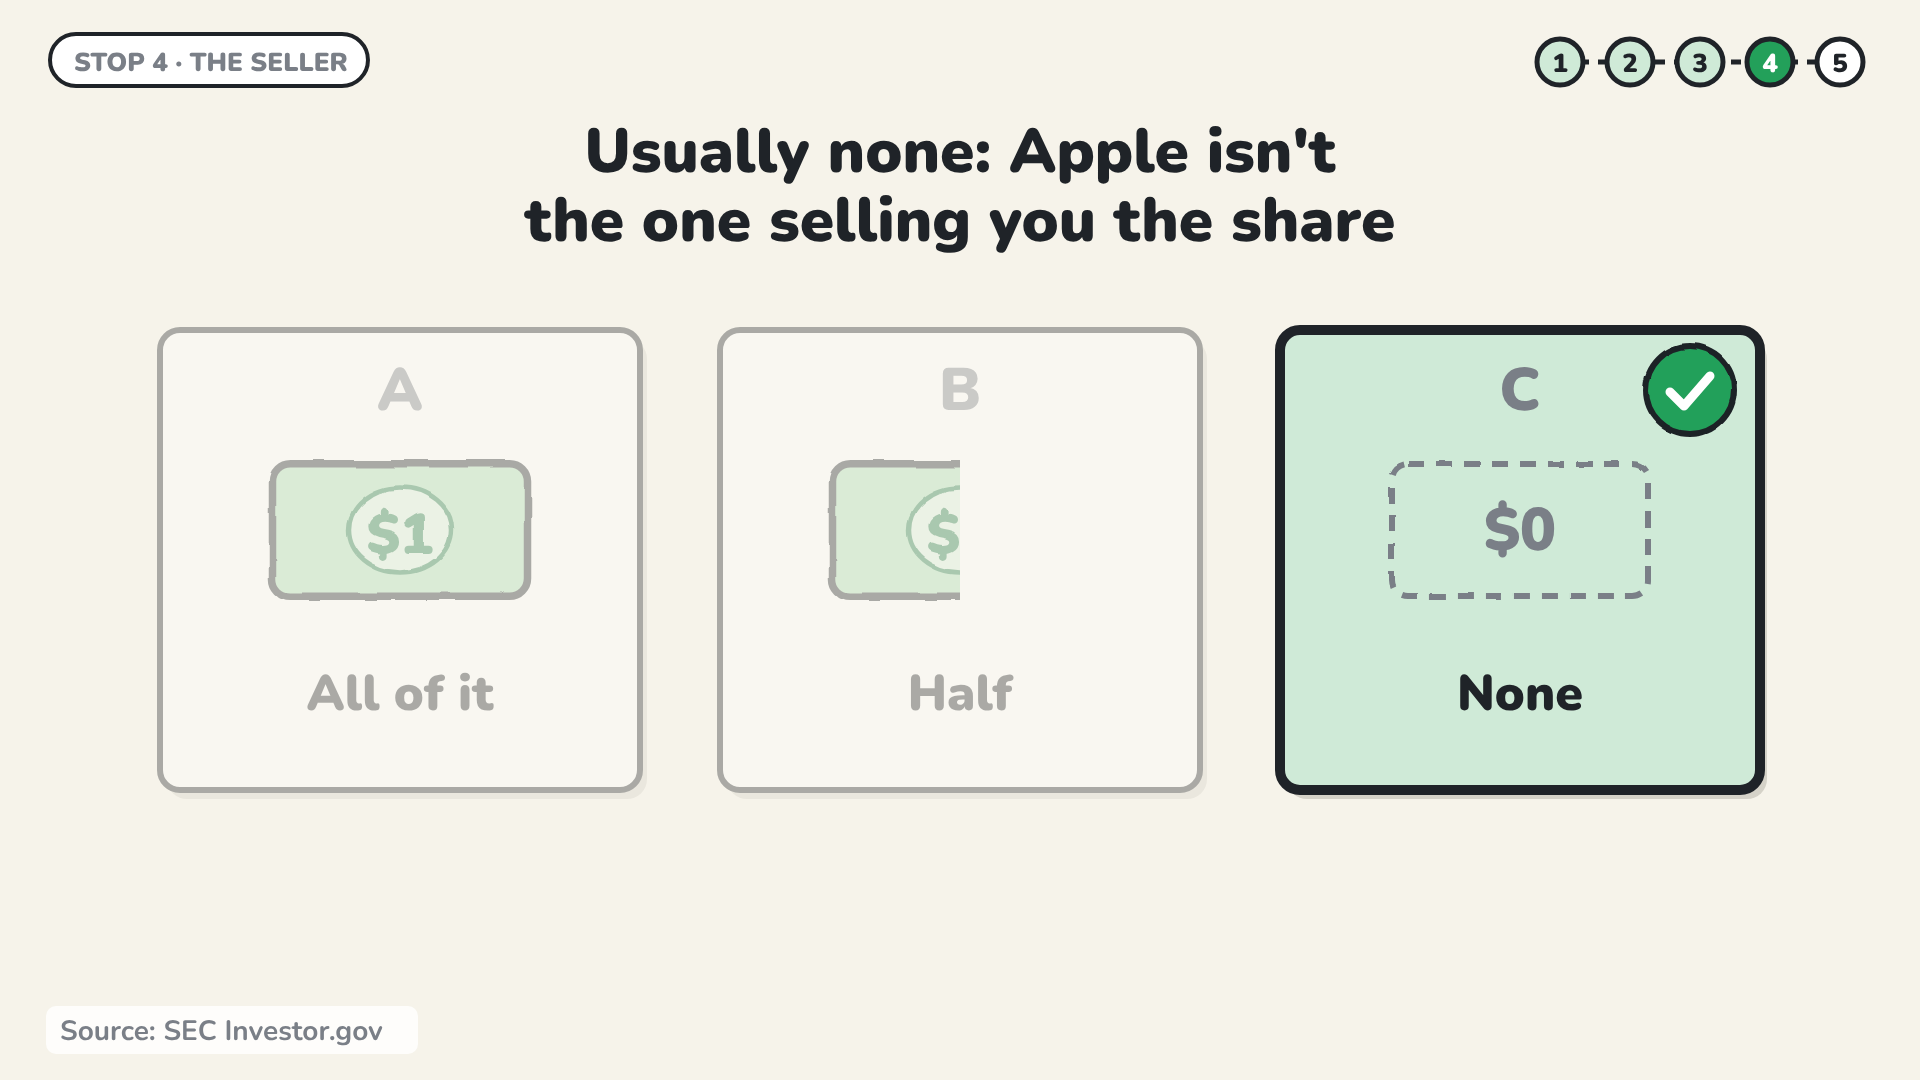 STOP 4 · THE SELLER
1 2 3 4 5
Usually none: Apple isn't
the one selling you the share
A
B
C
$1
$
$0
All of it
Half
None
Source: SEC Investor.gov